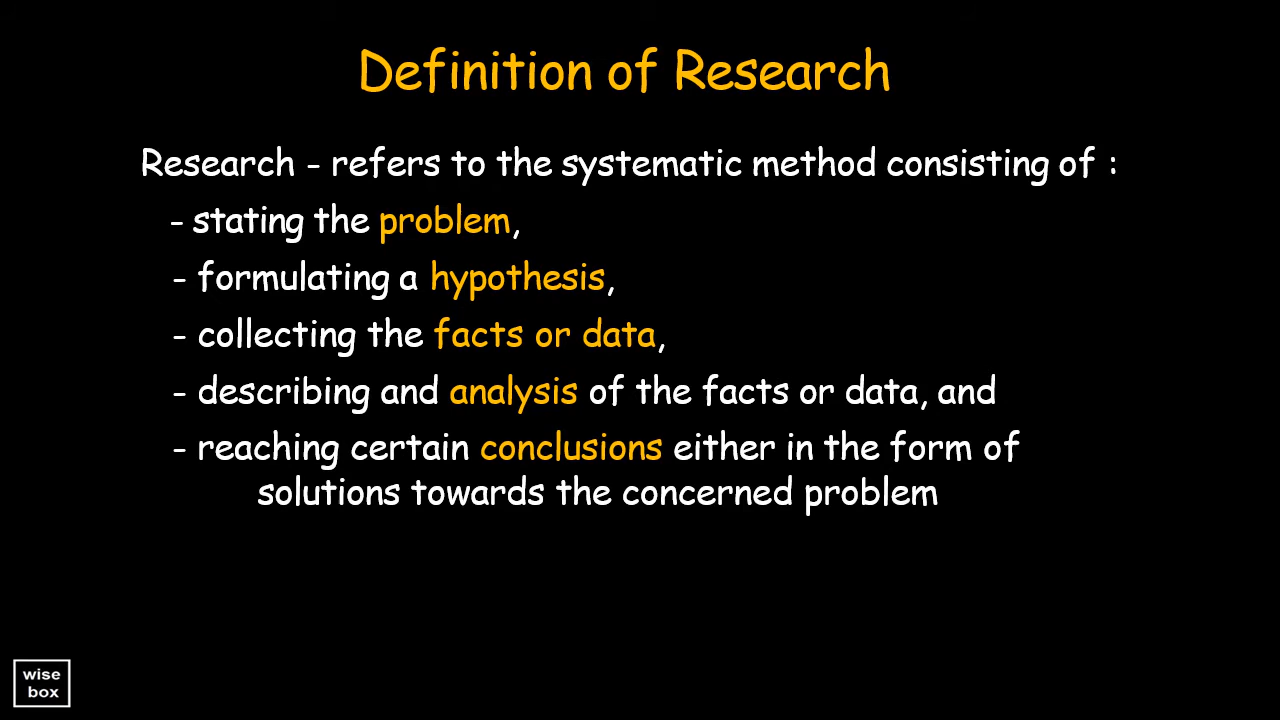 Definition of Research
Research - refers to the systematic method consisting of :
- stating the problem,
- formulating a hypothesis,
- collecting the facts or data,
- describing and analysis of the facts or data, and
- reaching certain conclusions either in the form of
solutions towards the concerned problem
wise
box